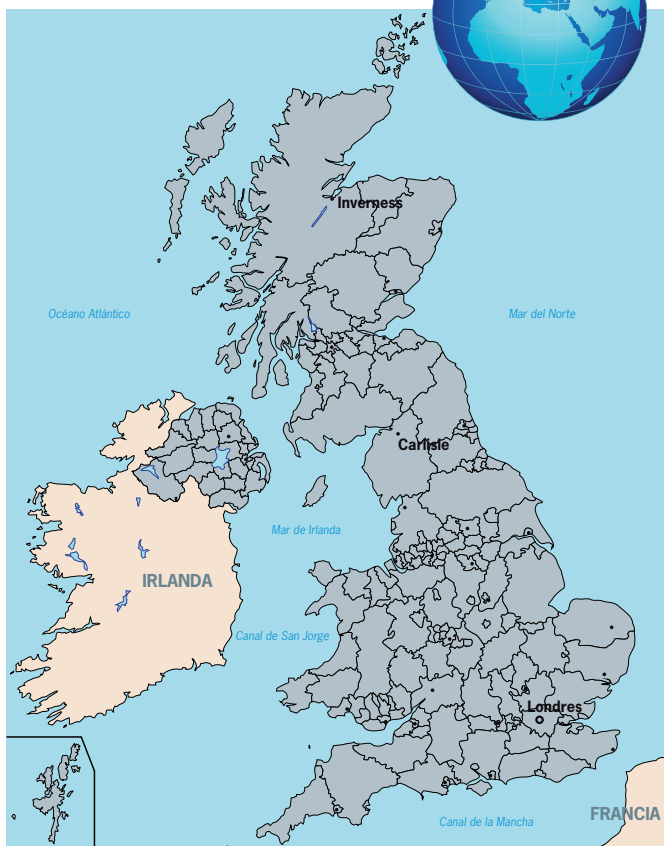 Inverness
Océano Atlántico
Mar del Norte
Carlisle
Mar de Irlanda
IRLANDA
Canal de San Jorge
Londres
FRANCIA
Canal de la Mancha